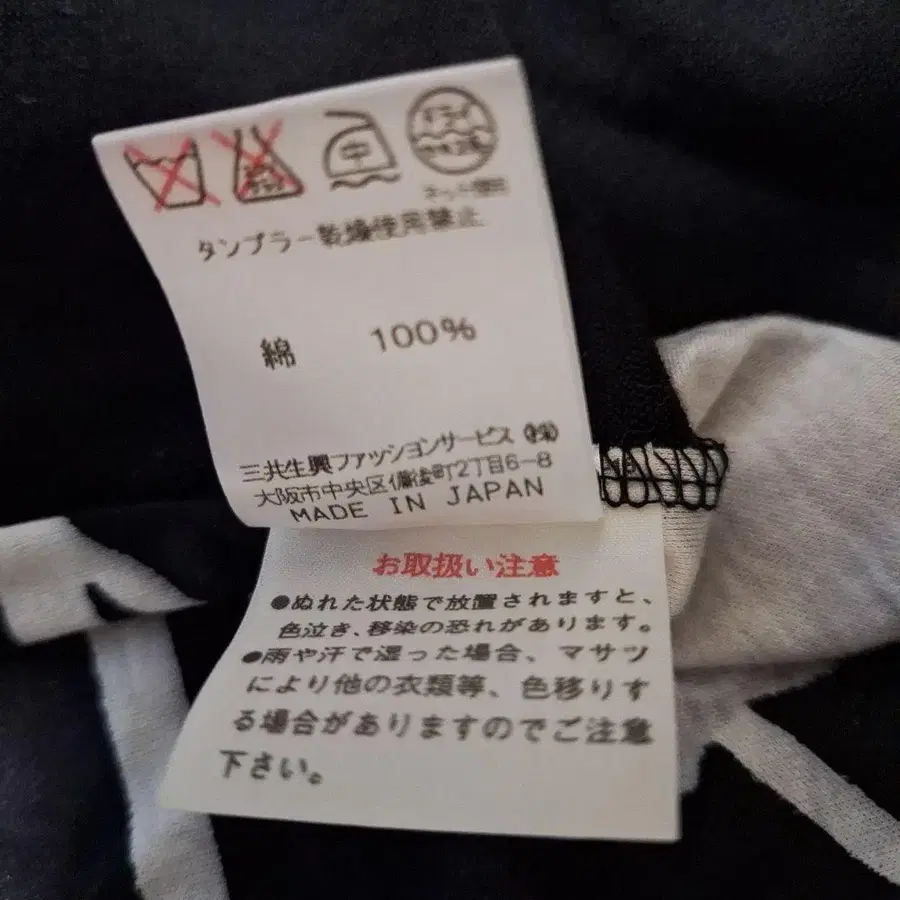 中
ドライ
タンブラー乾燥使用禁止
綿 100%
三共生興ファッションサービス(株)
大阪市中央区備後町2丁目6-8
MADE IN JAPAN
お取扱い注意
●ぬれた状態で放置されますと、
色泣き、移染の恐れがあります。
●雨や汗で湿った場合、マサツ
により他の衣類等、色移りす
る場合がありますのでご注意
下さい。